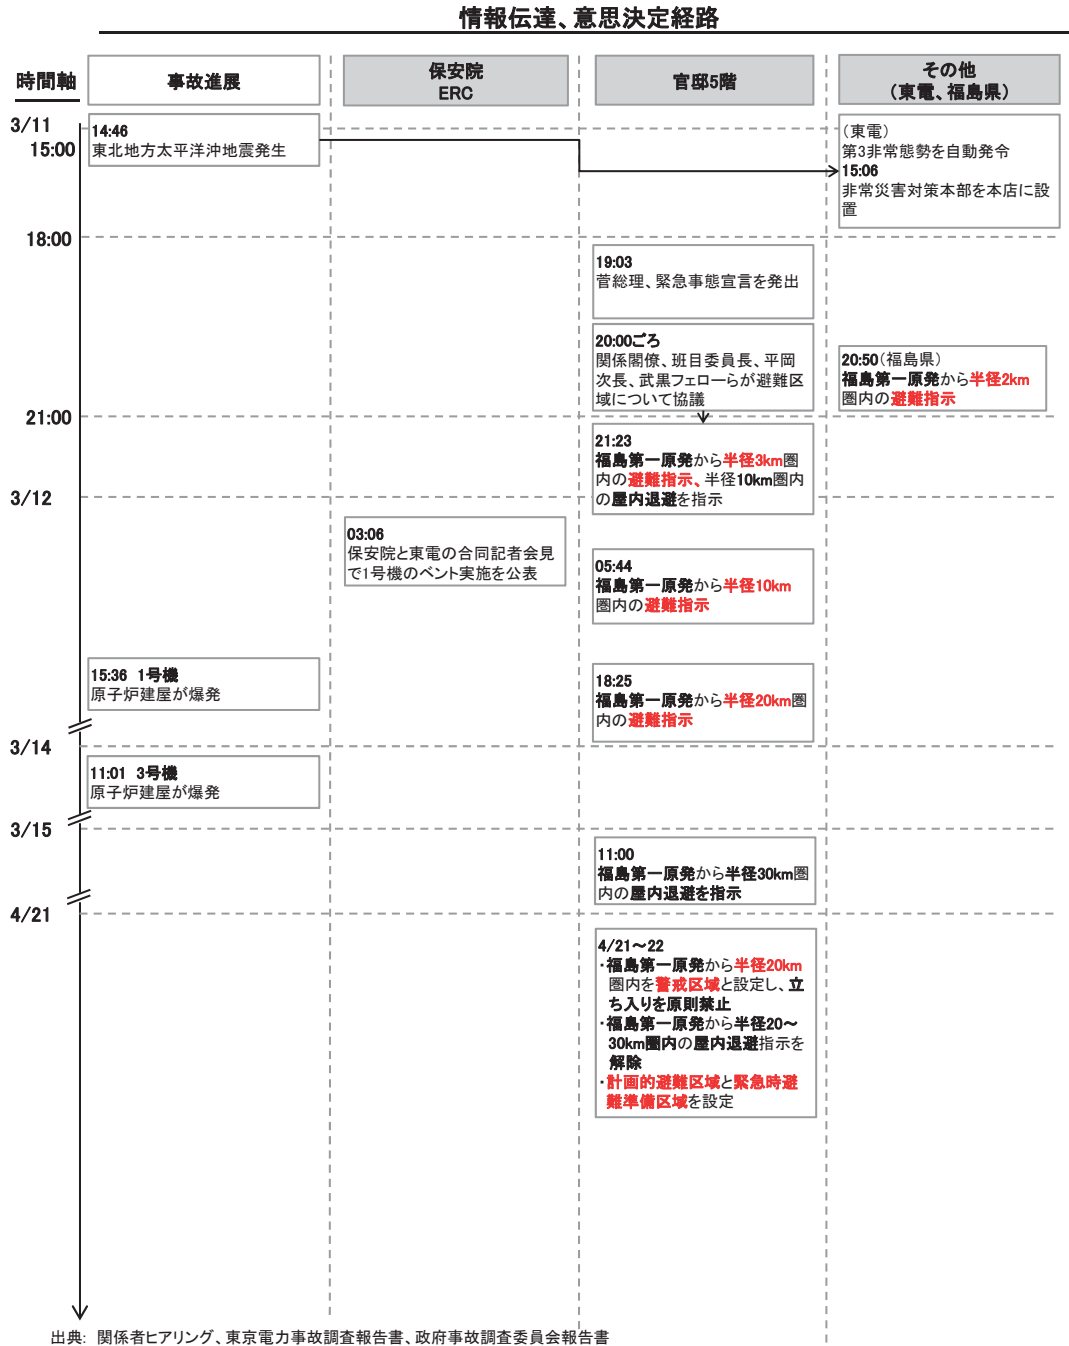 情報伝達、意思決定経路
時間軸
事故進展
保安院
ERC
官邸5階
その他
（東電、福島県）
3/11
15:00
14:46
東北地方太平洋沖地震発生
（東電）
第3非常態勢を自動発令
15:06
非常災害対策本部を本店に設
置
18:00
19:03
菅総理、緊急事態宣言を発出
20:00ごろ
関係閣僚、班目委員長、平岡
次長、武黒フェローらが避難区
域について協議
20:50（福島県）
福島第一原発から半径2km
圏内の避難指示
21:00
21:23
福島第一原発から半径3km圏
内の避難指示、半径10km圏内
の屋内退避を指示
3/12
03:06
保安院と東電の合同記者会見
で1号機のベント実施を公表
05:44
福島第一原発から半径10km
圏内の避難指示
15:36 1号機
原子炉建屋が爆発
18:25
福島第一原発から半径20km圏
内の避難指示
3/14
11:01 3号機
原子炉建屋が爆発
3/15
11:00
福島第一原発から半径30km圏
内の屋内退避を指示
4/21
4/21～22
・福島第一原発から半径20km
圏内を警戒区域と設定し、立
ち入りを原則禁止
・福島第一原発から半径20～
30km圏内の屋内退避指示を
解除
・計画的避難区域と緊急時避
難準備区域を設定
出典: 関係者ヒアリング、東京電力事故調査報告書、政府事故調査委員会報告書